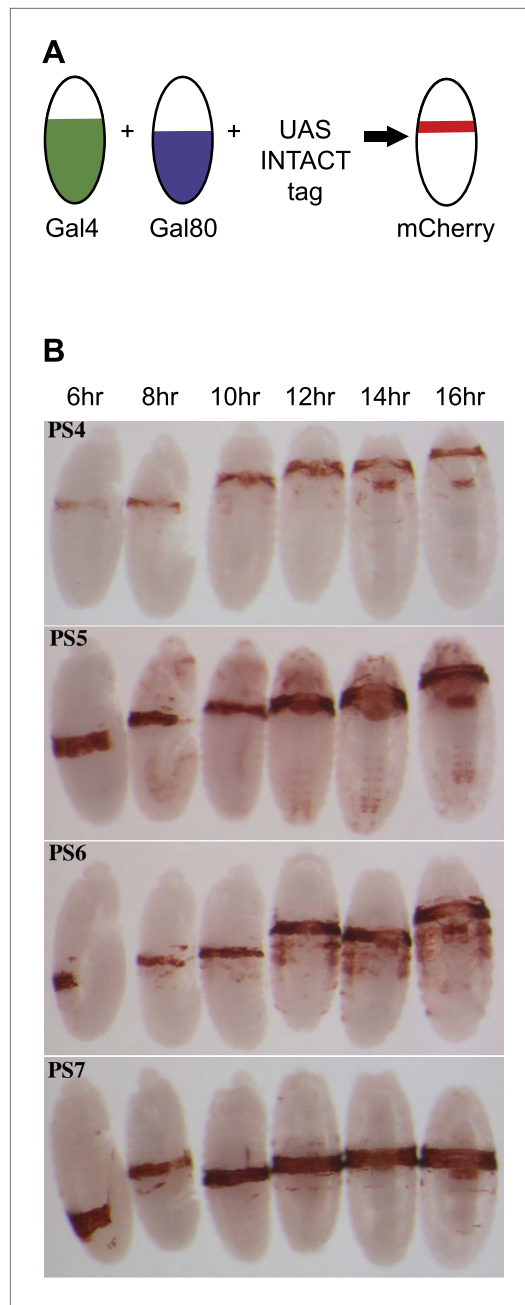 A
+ +
UAS
INTACT
tag
Gal4 Gal80 mCherry
B
6hr 8hr 10hr 12hr 14hr 16hr
PS4
PS5
PS6
PS7